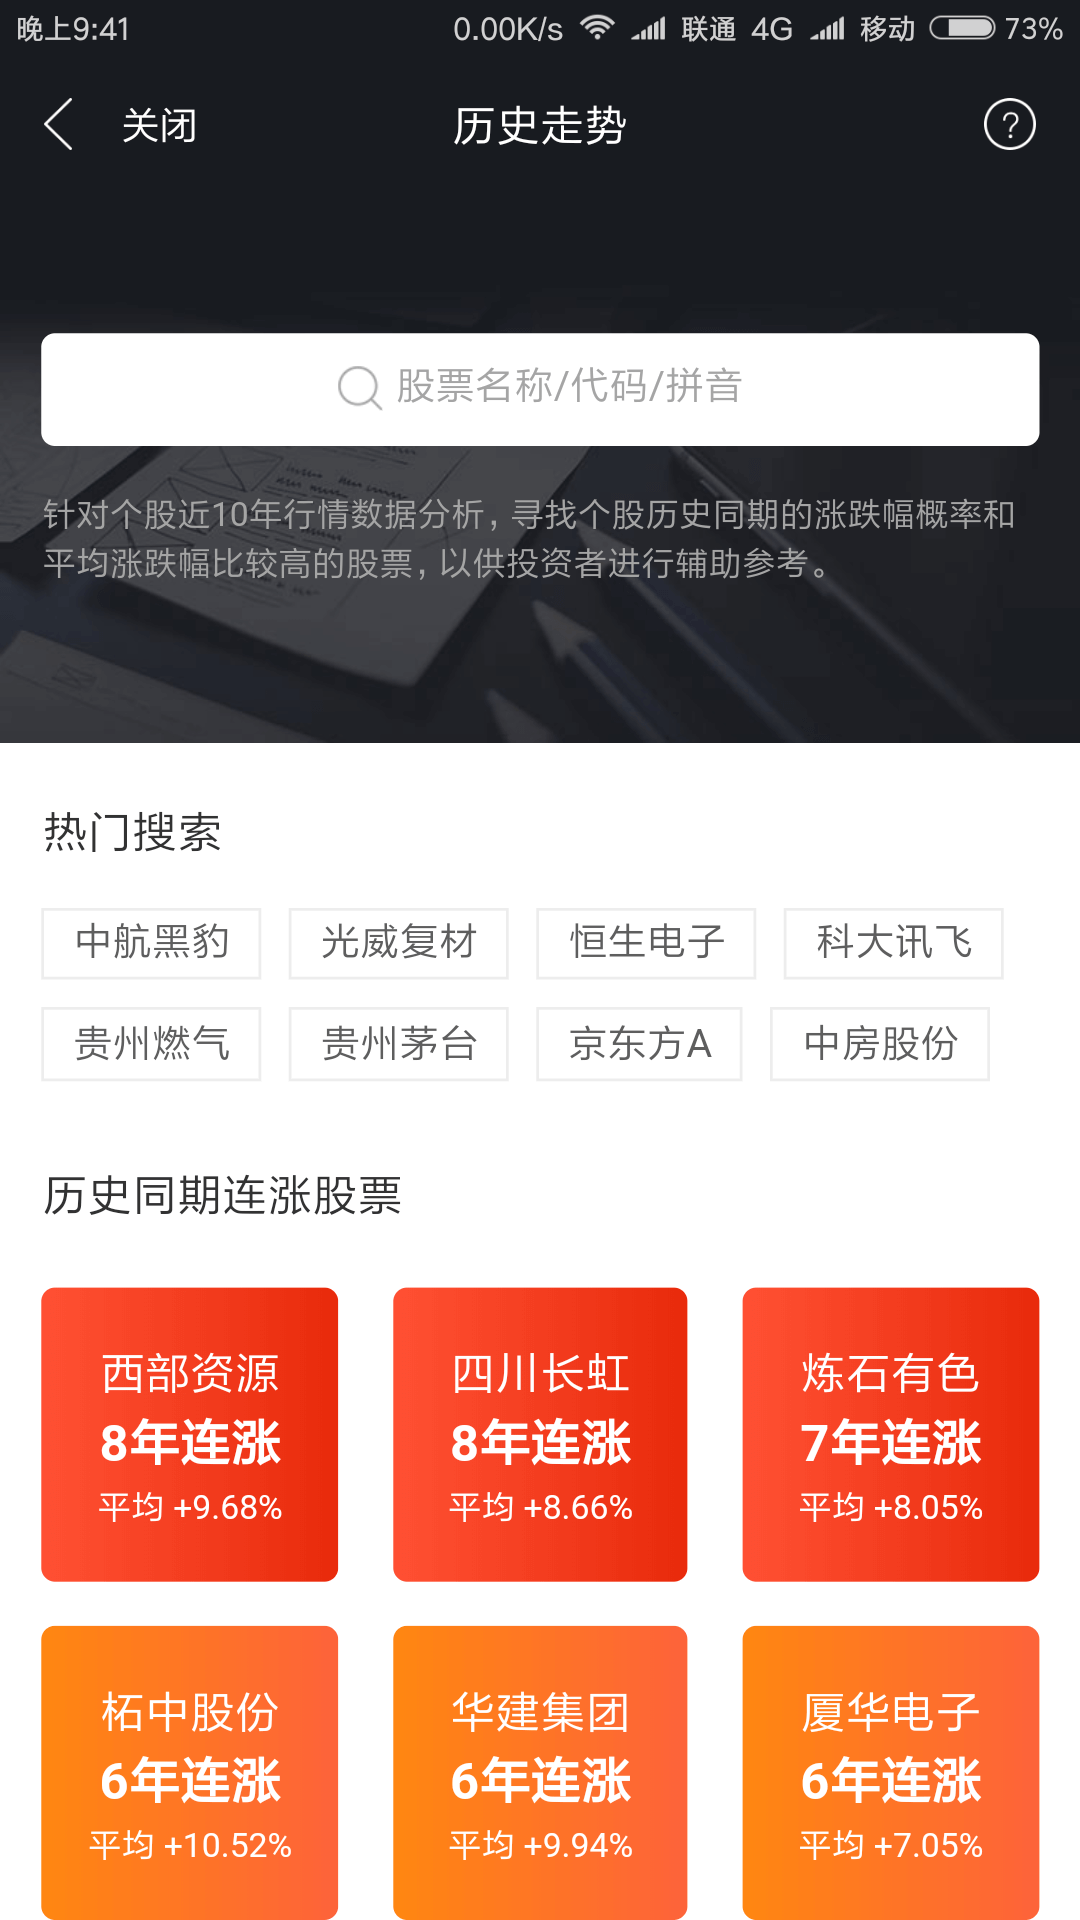 晚上9:41 0.00K/s 联通 4G 移动 73%
关闭 历史走势 ?
股票名称/代码/拼音
针对个股近10年行情数据分析,寻找个股历史同期的涨跌幅概率和
平均涨跌幅比较高的股票,以供投资者进行辅助参考。
热门搜索
中航黑豹 光威复材 恒生电子 科大讯飞
贵州燃气 贵州茅台 京东方A 中房股份
历史同期连涨股票
西部资源 四川长虹 炼石有色
8年连涨 8年连涨 7年连涨
平均 +9.68% 平均 +8.66% 平均 +8.05%
柘中股份 华建集团 厦华电子
6年连涨 6年连涨 6年连涨
平均 +10.52% 平均 +9.94% 平均 +7.05%